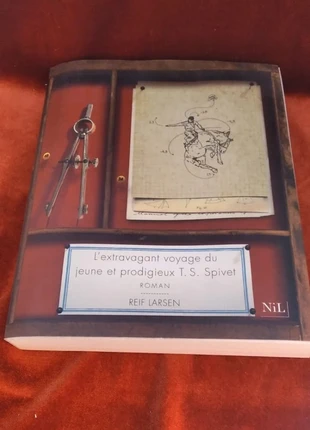 L'extravagant voyage du
jeune et prodigieux T. S. Spivet
ROMAN
REIF LARSEN
NiL